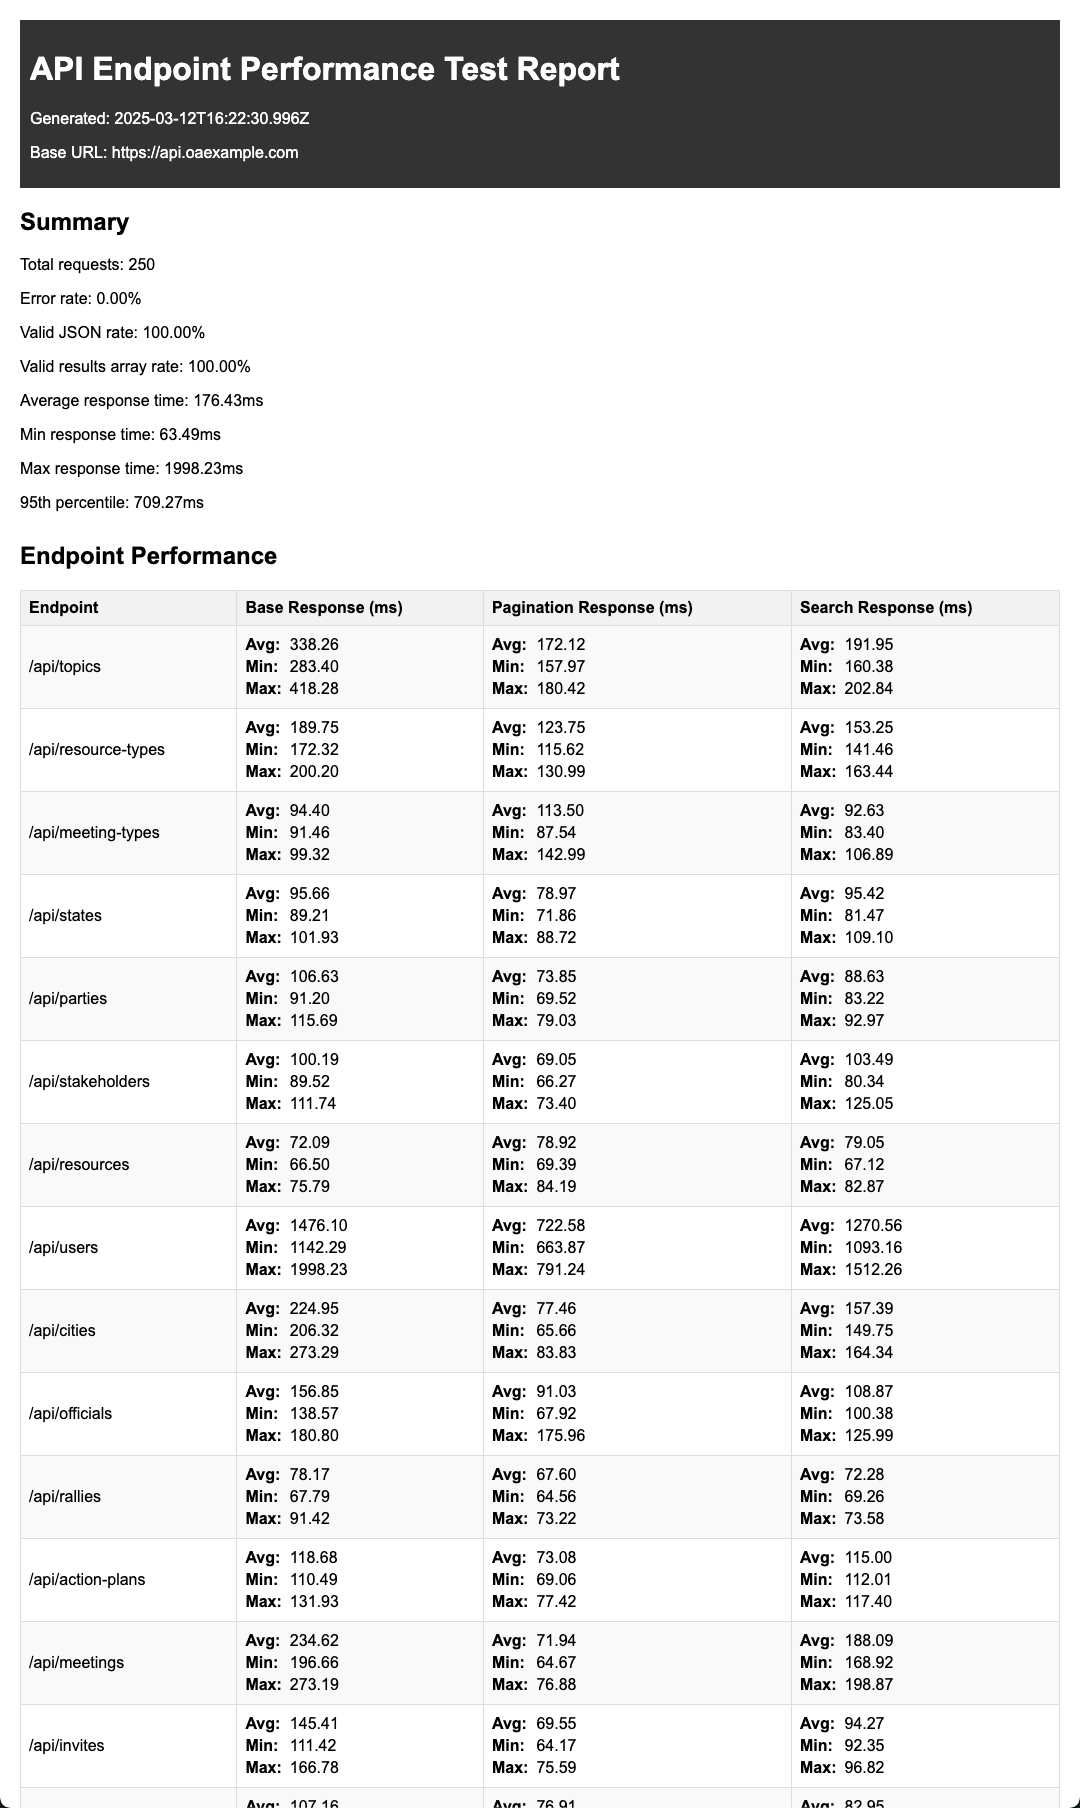 API Endpoint Performance Test Report
Generated: 2025-03-12T16:22:30.996Z
Base URL: https://api.oaexample.com
Summary
Total requests: 250
Error rate: 0.00%
Valid JSON rate: 100.00%
Valid results array rate: 100.00%
Average response time: 176.43ms
Min response time: 63.49ms
Max response time: 1998.23ms
95th percentile: 709.27ms
Endpoint Performance
Endpoint Base Response (ms) Pagination Response (ms) Search Response (ms)
Avg: 338.26 Avg: 172.12 Avg: 191.95
/api/topics Min: 283.40 Min: 157.97 Min: 160.38
Max: 418.28 Max: 180.42 Max: 202.84
Avg: 189.75 Avg: 123.75 Avg: 153.25
/api/resource-types Min: 172.32 Min: 115.62 Min: 141.46
Max: 200.20 Max: 130.99 Max: 163.44
Avg: 94.40 Avg: 113.50 Avg: 92.63
/api/meeting-types Min: 91.46 Min: 87.54 Min: 83.40
Max: 99.32 Max: 142.99 Max: 106.89
Avg: 95.66 Avg: 78.97 Avg: 95.42
/api/states Min: 89.21 Min: 71.86 Min: 81.47
Max: 101.93 Max: 88.72 Max: 109.10
Avg: 106.63 Avg: 73.85 Avg: 88.63
/api/parties Min: 91.20 Min: 69.52 Min: 83.22
Max: 115.69 Max: 79.03 Max: 92.97
Avg: 100.19 Avg: 69.05 Avg: 103.49
/api/stakeholders Min: 89.52 Min: 66.27 Min: 80.34
Max: 111.74 Max: 73.40 Max: 125.05
Avg: 72.09 Avg: 78.92 Avg: 79.05
/api/resources Min: 66.50 Min: 69.39 Min: 67.12
Max: 75.79 Max: 84.19 Max: 82.87
Avg: 1476.10 Avg: 722.58 Avg: 1270.56
/api/users Min: 1142.29 Min: 663.87 Min: 1093.16
Max: 1998.23 Max: 791.24 Max: 1512.26
Avg: 224.95 Avg: 77.46 Avg: 157.39
/api/cities Min: 206.32 Min: 65.66 Min: 149.75
Max: 273.29 Max: 83.83 Max: 164.34
Avg: 156.85 Avg: 91.03 Avg: 108.87
/api/officials Min: 138.57 Min: 67.92 Min: 100.38
Max: 180.80 Max: 175.96 Max: 125.99
Avg: 78.17 Avg: 67.60 Avg: 72.28
/api/rallies Min: 67.79 Min: 64.56 Min: 69.26
Max: 91.42 Max: 73.22 Max: 73.58
Avg: 118.68 Avg: 73.08 Avg: 115.00
/api/action-plans Min: 110.49 Min: 69.06 Min: 112.01
Max: 131.93 Max: 77.42 Max: 117.40
Avg: 234.62 Avg: 71.94 Avg: 188.09
/api/meetings Min: 196.66 Min: 64.67 Min: 168.92
Max: 273.19 Max: 76.88 Max: 198.87
Avg: 145.41 Avg: 69.55 Avg: 94.27
/api/invites Min: 111.42 Min: 64.17 Min: 92.35
Max: 166.78 Max: 75.59 Max: 96.82
Avg: 107.16 Avg: 76.91 Avg: 82.95